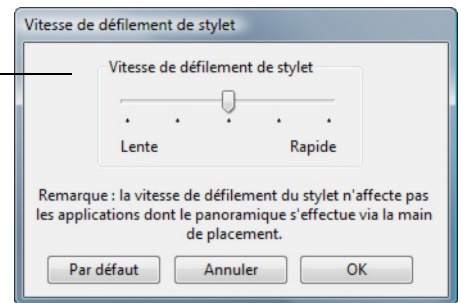 Vitesse de défilement de stylet
Vitesse de défilement de stylet
Lente Rapide
Remarque : la vitesse de défilement du stylet n'affecte pas
les applications dont le panoramique s'effectue via la main
de placement.
Par défaut Annuler OK